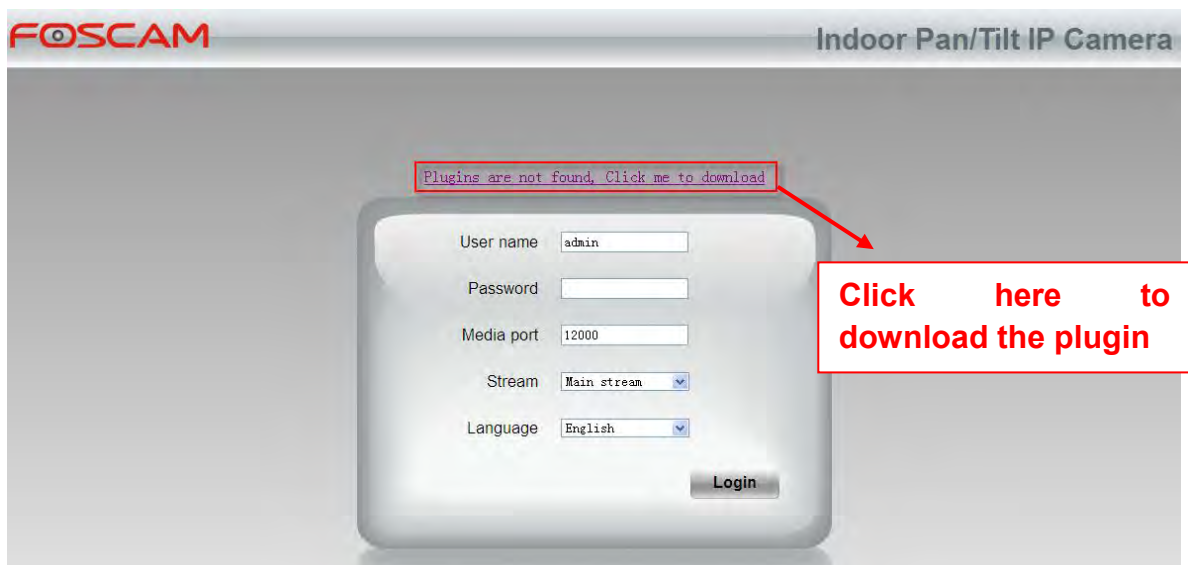 FOSCAM
Indoor Pan/Tilt IP Camera
Plugins are not found, Click me to download
User name admin
Password
Media port 12000
Stream Main stream
Language English
Login
Click here to
download the plugin